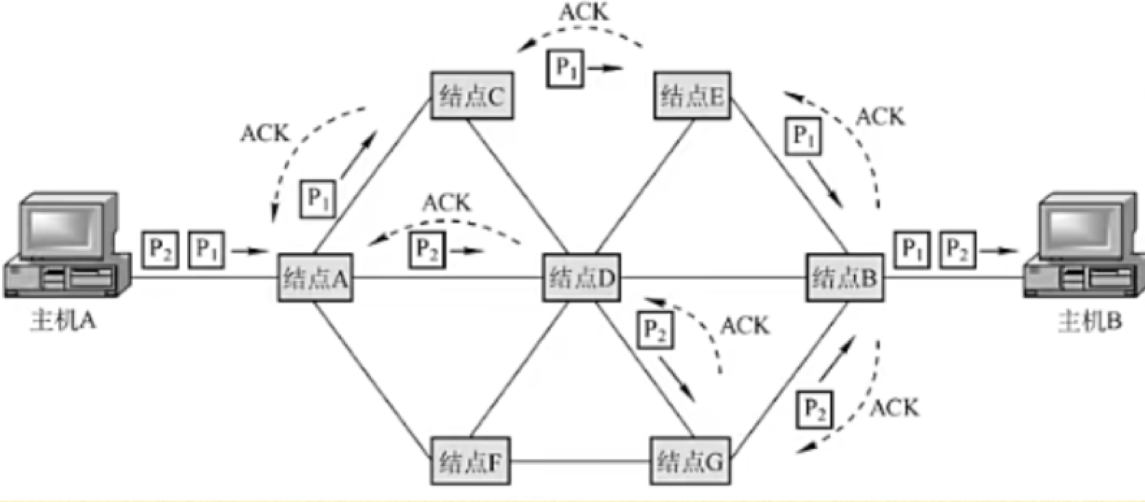 ACK
P₁
结点C
结点E
ACK
P₁
P₁
ACK
ACK
P₂
P₂ P₁
结点A
结点D
结点B
P₁ P₂
主机A
主机B
P₂
ACK
P₂
ACK
结点F
结点G